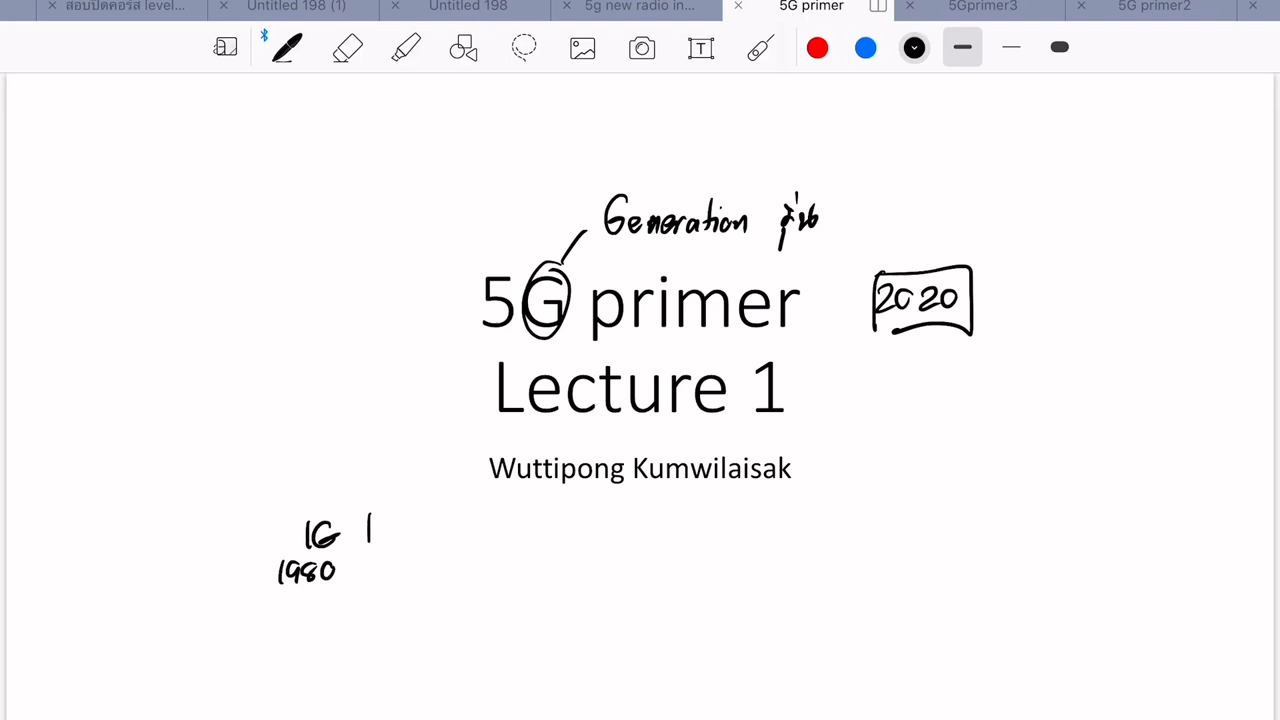 สอบปิดคอร์ส level...
Untitled 198 (1)
Untitled 198
5g new radio in...
5G primer
5Gprimer3
5G primer2
T
Generation
5G primer
2020
Lecture 1
Wuttipong Kumwilaisak
1G |
1980